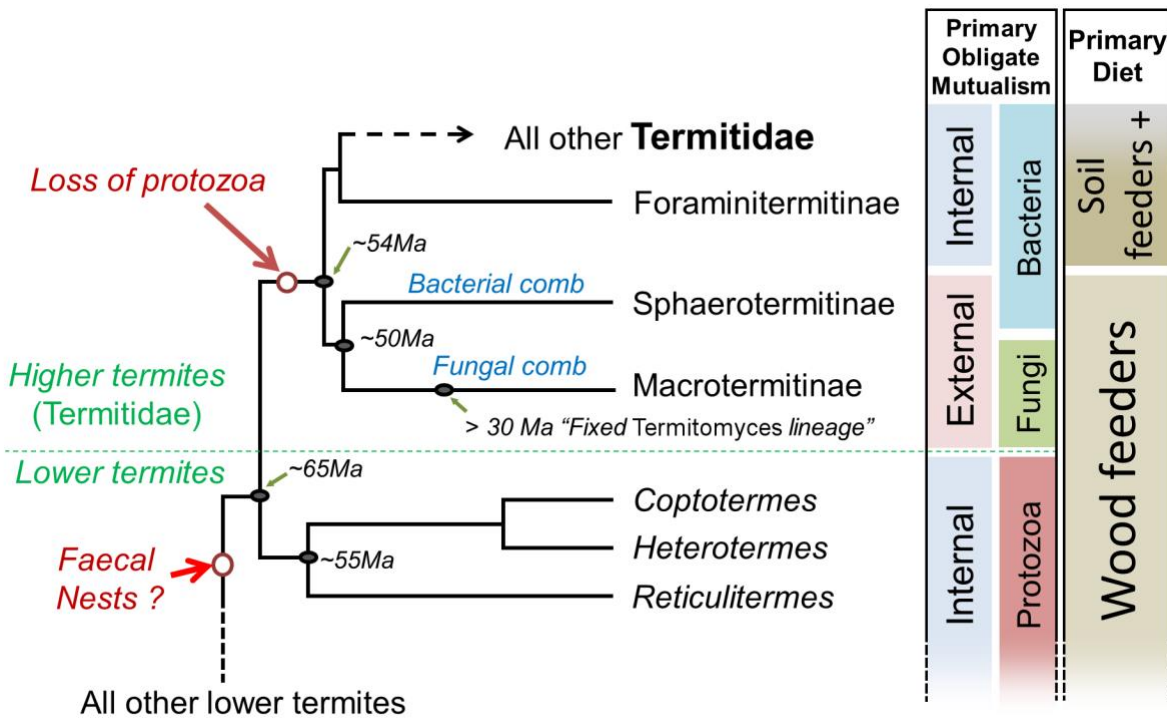 Primary
Obligate
Mutualism
Primary
Diet
All other Termitidae
Loss of protozoa
Foraminitermitinae
~54Ma
Bacterial comb
Sphaerotermitinae
~50Ma
Fungal comb
Macrotermitinae
Higher termites
(Termitidae)
> 30 Ma “Fixed Termitomyces lineage”
Lower termites
~65Ma
Coptotermes
Heterotermes
~55Ma
Reticulitermes
Faecal
Nests ?
All other lower termites
Internal
External
Internal
Bacteria
Fungi
Protozoa
Soil
feeders +
Wood feeders